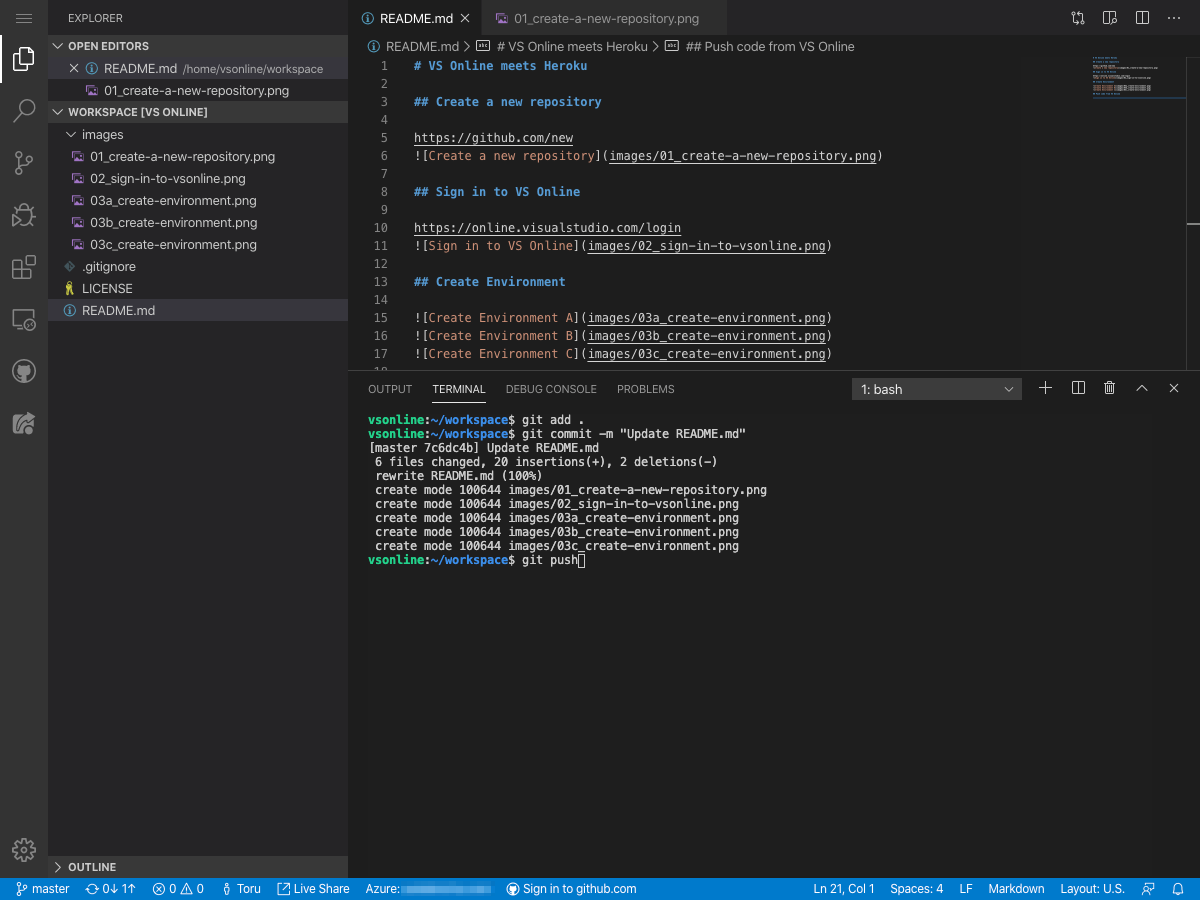 EXPLORER
OPEN EDITORS
README.md /home/vsonline/workspace
01_create-a-new-repository.png
WORKSPACE [VS ONLINE]
images
01_create-a-new-repository.png
02_sign-in-to-vsonline.png
03a_create-environment.png
03b_create-environment.png
03c_create-environment.png
.gitignore
LICENSE
README.md
OUTLINE
README.md 01_create-a-new-repository.png
README.md > # VS Online meets Heroku > ## Push code from VS Online
1 # VS Online meets Heroku
2
3 ## Create a new repository
4
5 https://github.com/new
6 ![Create a new repository](images/01_create-a-new-repository.png)
7
8 ## Sign in to VS Online
9
10 https://online.visualstudio.com/login
11 ![Sign in to VS Online](images/02_sign-in-to-vsonline.png)
12
13 ## Create Environment
14
15 ![Create Environment A](images/03a_create-environment.png)
16 ![Create Environment B](images/03b_create-environment.png)
17 ![Create Environment C](images/03c_create-environment.png)
OUTPUT TERMINAL DEBUG CONSOLE PROBLEMS 1: bash
vsonline:~/workspace$ git add .
vsonline:~/workspace$ git commit -m "Update README.md"
[master 7c6dc4b] Update README.md
6 files changed, 20 insertions(+), 2 deletions(-)
rewrite README.md (100%)
create mode 100644 images/01_create-a-new-repository.png
create mode 100644 images/02_sign-in-to-vsonline.png
create mode 100644 images/03a_create-environment.png
create mode 100644 images/03b_create-environment.png
create mode 100644 images/03c_create-environment.png
vsonline:~/workspace$ git push
master 0↓ 1↑ 0 0 Toru Live Share Azure: Sign in to github.com Ln 21, Col 1 Spaces: 4 LF Markdown Layout: U.S.